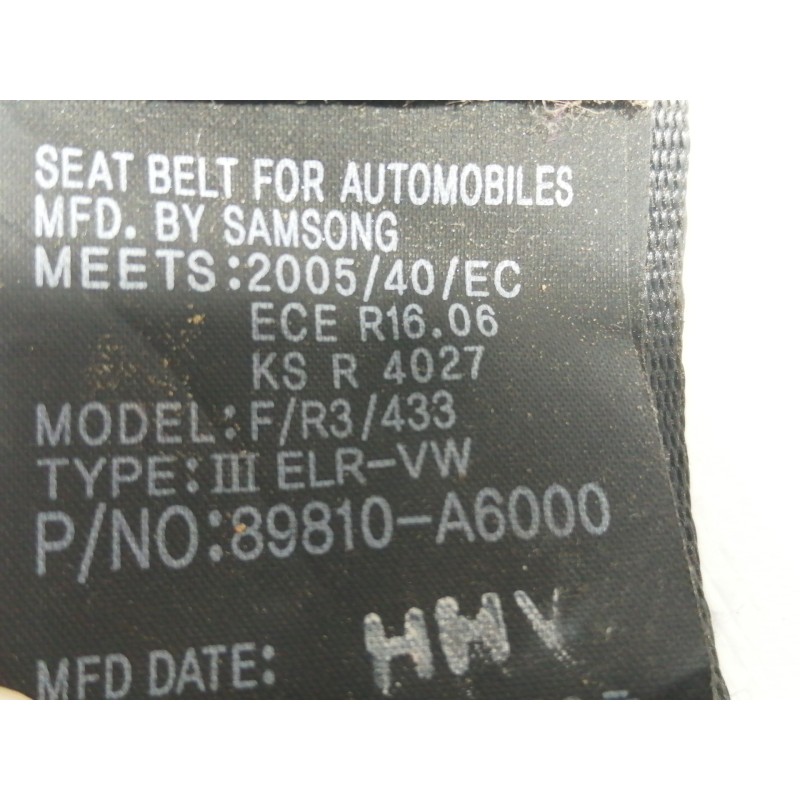 SEAT BELT FOR AUTOMOBILES
MFD. BY SAMSONG
MEETS:2005/40/EC
ECE R16.06
KS R 4027
MODEL:F/R3/433
TYPE:III ELR-VW
P/NO:89810-A6000
HHV
MFD DATE: